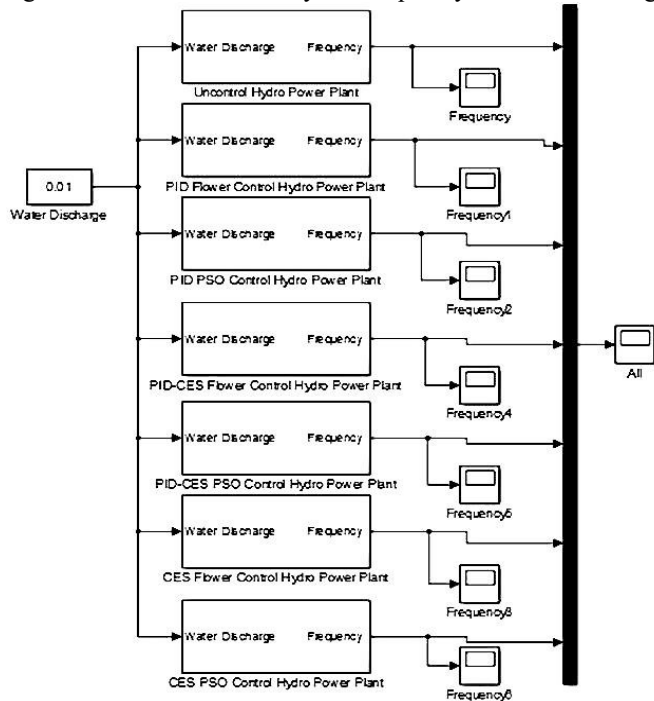 Water Discharge Frequency
Frequency
Uncontrol Hydro Power Plant
Water Discharge Frequency
PID Flower Control Hydro Power Plant
Frequency1
0.01
Water Discharge
Water Discharge Frequency
PID PSO Control Hydro Power Plant
Frequency2
Water Discharge Frequency
PID-CES Flower Control Hydro Power Plant
Frequency4
All
Water Discharge Frequency
PID-CES PSO Control Hydro Power Plant
Frequency5
Water Discharge Frequency
CES Flower Control Hydro Power Plant
Frequency3
Water Discharge Frequency
CES PSO Control Hydro Power Plant
Frequency6